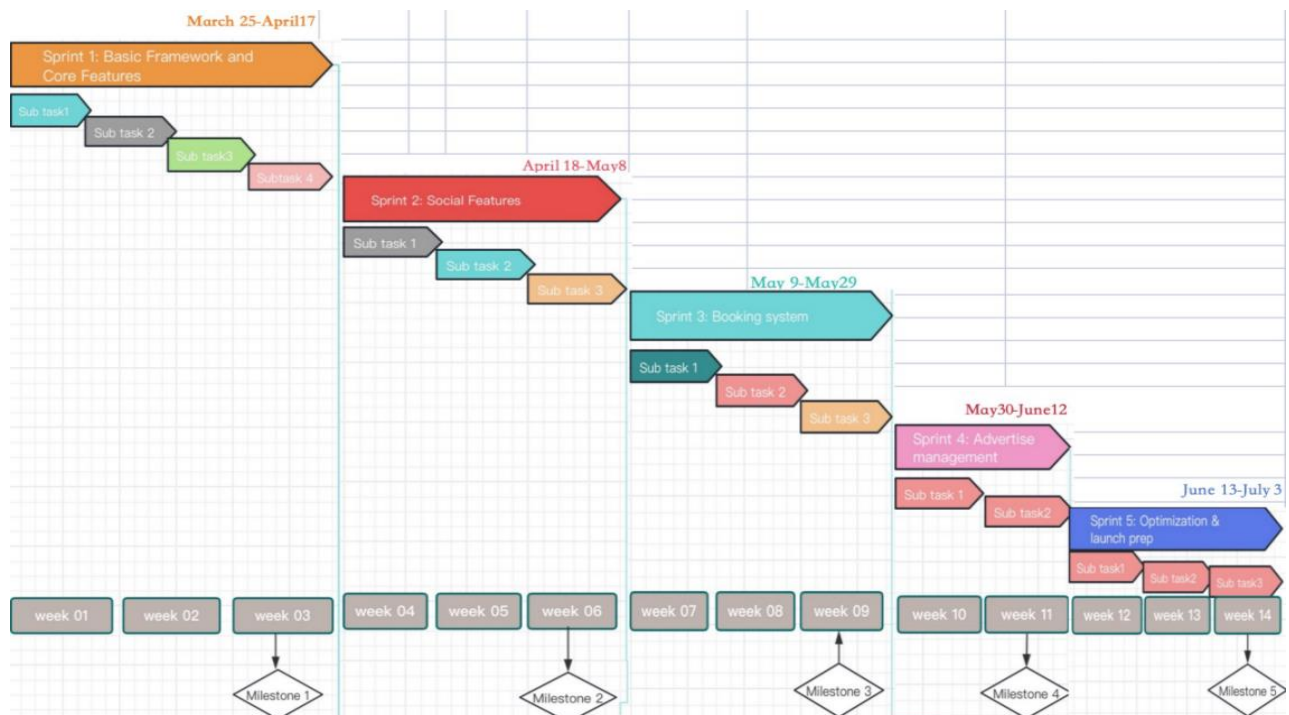 March 25-April17
Sprint 1: Basic Framework and
Core Features
Sub task1
Sub task 2
Sub task3
Subtask 4
April 18-May8
Sprint 2: Social Features
Sub task 1
Sub task 2
Sub task 3
May 9-May29
Sprint 3: Booking system
Sub task 1
Sub task 2
Sub task 3
May30-June12
Sprint 4: Advertise
management
Sub task 1
Sub task2
June 13-July 3
Sprint 5: Optimization &
launch prep
Sub task1
Sub task2
Sub task3
week 01
week 02
week 03
week 04
week 05
week 06
week 07
week 08
week 09
week 10
week 11
week 12
week 13
week 14
Milestone 1
Milestone 2
Milestone 3
Milestone 4
Milestone 5